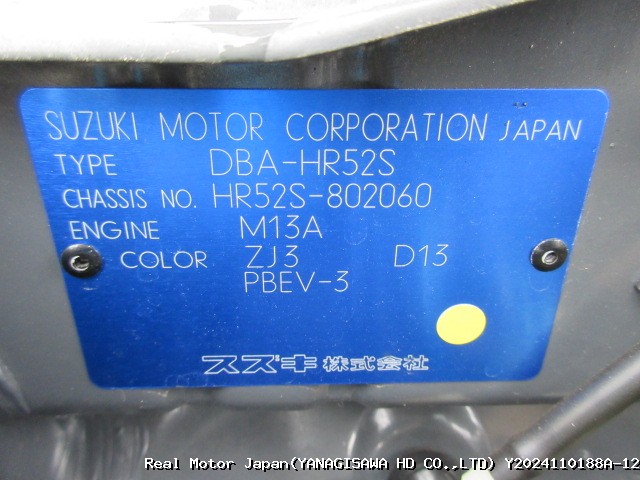 SUZUKI MOTOR CORPORATION JAPAN
TYPE DBA-HR52S
CHASSIS NO. HR52S-802060
ENGINE M13A
COLOR ZJ3 D13
PBEV-3
スズキ株式会社
Real Motor Japan(YANAGISAWA HD CO.,LTD) Y2024110188A-12